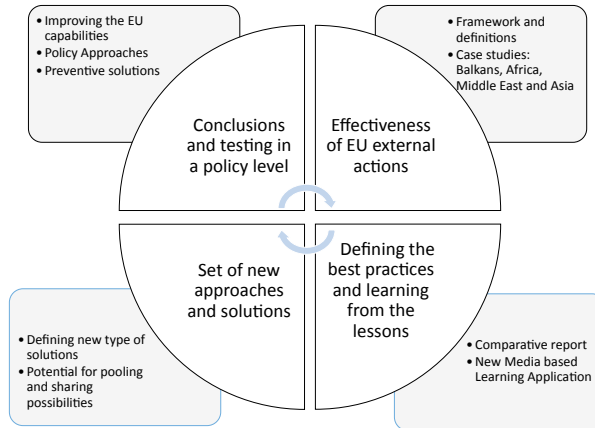 • Improving the EU
capabilities
• Policy Approaches
• Preventive solutions
• Framework and
definitions
• Case studies:
Balkans, Africa,
Middle East and Asia
Conclusions
and testing in
a policy level
Effectiveness
of EU external
actions
Set of new
approaches
and solutions
Defining the
best practices
and learning
from the
lessons
• Defining new type of
solutions
• Potential for pooling
and sharing
possibilities
• Comparative report
• New Media based
Learning Application